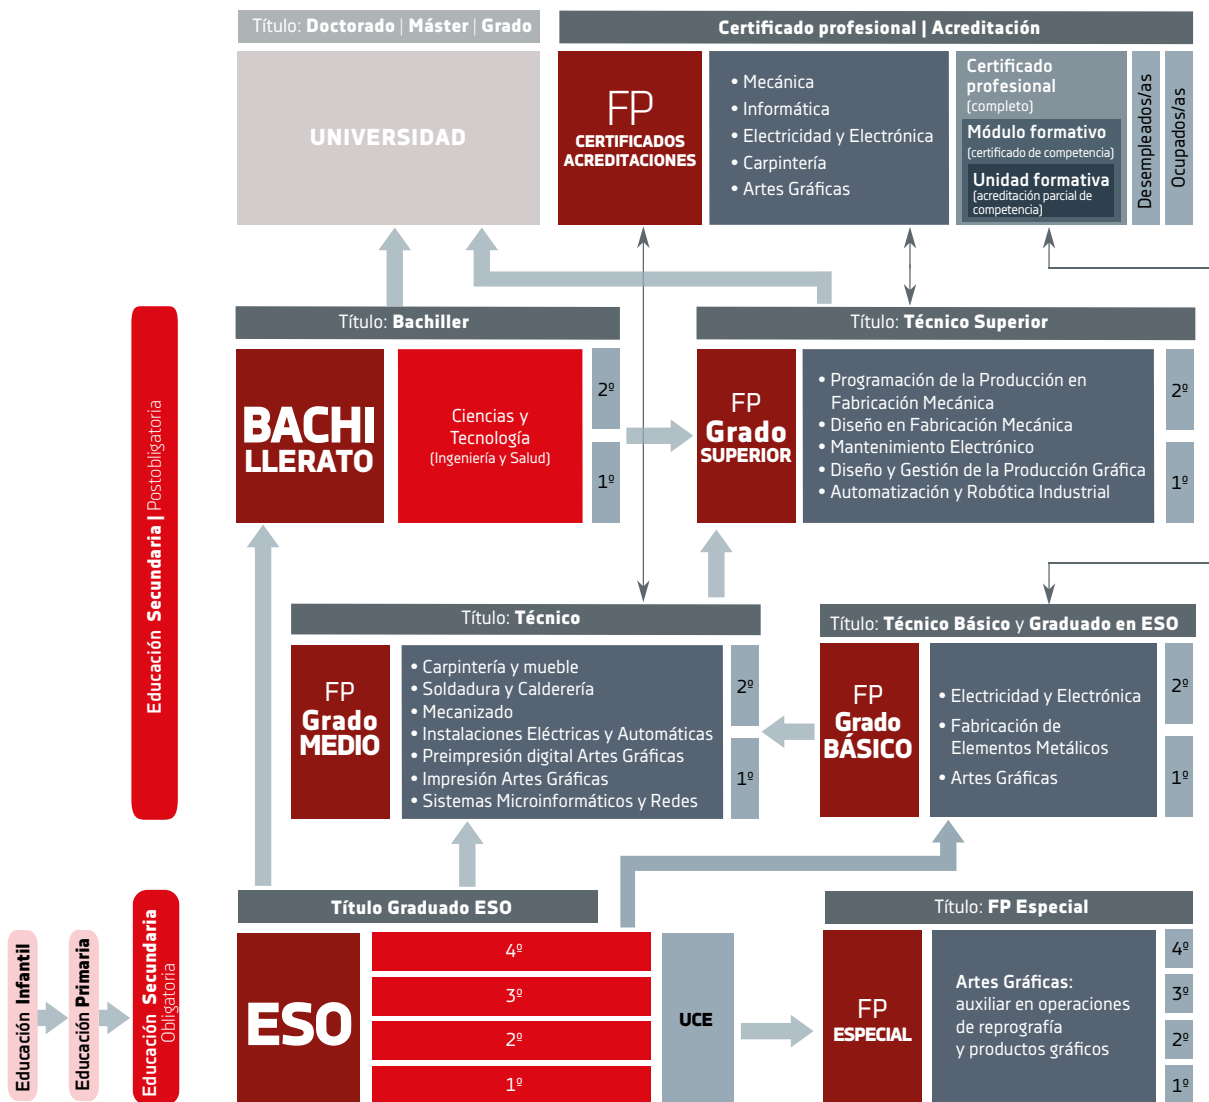 Título: Doctorado | Máster | Grado
UNIVERSIDAD
Certificado profesional | Acreditación
FP
CERTIFICADOS
ACREDITACIONES
• Mecánica
• Informática
• Electricidad y Electrónica
• Carpintería
• Artes Gráficas
Certificado
profesional
(completo)
Módulo formativo
(certificado de competencia)
Unidad formativa
(acreditación parcial de
competencia)
Desempleados/as
Ocupados/as
Educación Secundaria | Postobligatoria
Título: Bachiller
BACHI
LLERATO
Ciencias y
Tecnología
(Ingeniería y Salud)
2º
1º
Título: Técnico Superior
FP
Grado
SUPERIOR
• Programación de la Producción en
Fabricación Mecánica
• Diseño en Fabricación Mecánica
• Mantenimiento Electrónico
• Diseño y Gestión de la Producción Gráfica
• Automatización y Robótica Industrial
2º
1º
Título: Técnico
FP
Grado
MEDIO
• Carpintería y mueble
• Soldadura y Calderería
• Mecanizado
• Instalaciones Eléctricas y Automáticas
• Preimpresión digital Artes Gráficas
• Impresión Artes Gráficas
• Sistemas Microinformáticos y Redes
2º
1º
Título: Técnico Básico y Graduado en ESO
FP
Grado
BÁSICO
• Electricidad y Electrónica
• Fabricación de
Elementos Metálicos
• Artes Gráficas
2º
1º
Educación Infantil
Educación Primaria
Educación Secundaria
Obligatoria
Título Graduado ESO
ESO
4º
3º
2º
1º
UCE
Título: FP Especial
FP
ESPECIAL
Artes Gráficas:
auxiliar en operaciones
de reprografía
y productos gráficos
4º
3º
2º
1º